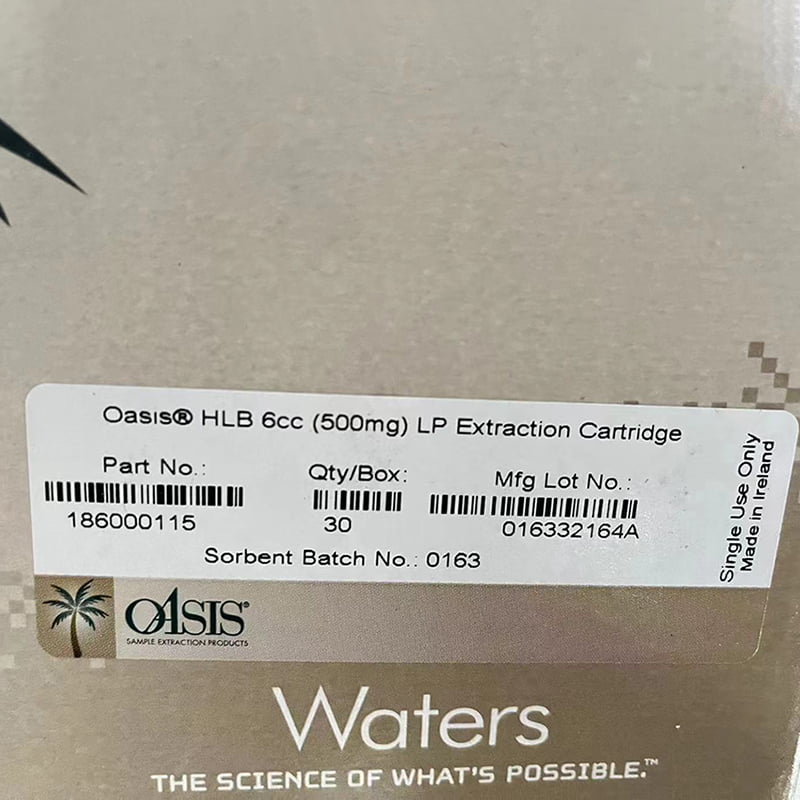 Oasis® HLB 6cc (500mg) LP Extraction Cartridge
Part No.: Qty/Box: Mfg Lot No.:
186000115 30 016332164A
Sorbent Batch No.: 0163
Single Use Only
Made in Ireland
OASIS®
SAMPLE EXTRACTION PRODUCTS
Waters
THE SCIENCE OF WHAT'S POSSIBLE.™